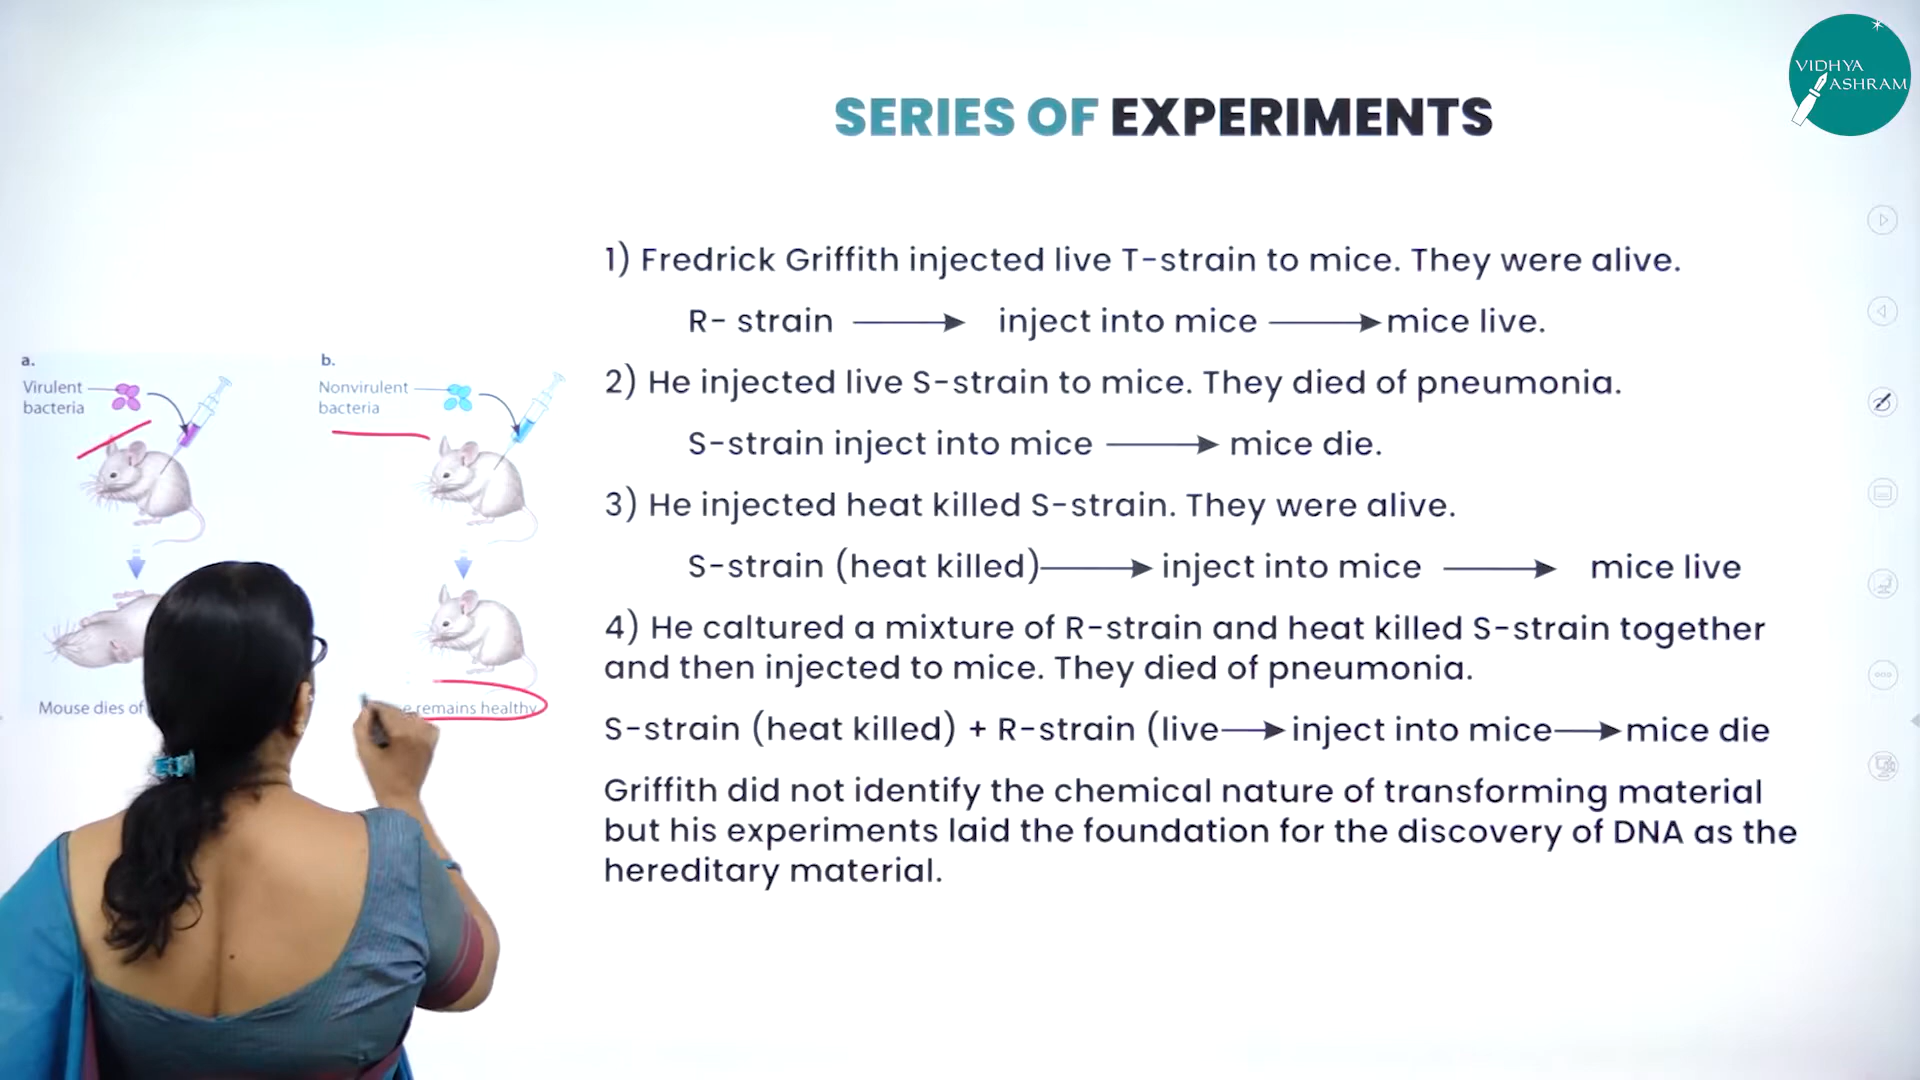 VIDHYA
ASHRAM
SERIES OF EXPERIMENTS
1) Fredrick Griffith injected live T-strain to mice. They were alive.
R- strain inject into mice mice live.
2) He injected live S-strain to mice. They died of pneumonia.
S-strain inject into mice mice die.
3) He injected heat killed S-strain. They were alive.
S-strain (heat killed) inject into mice mice live
4) He caltured a mixture of R-strain and heat killed S-strain together
and then injected to mice. They died of pneumonia.
S-strain (heat killed) + R-strain (live inject into mice mice die
Griffith did not identify the chemical nature of transforming material
but his experiments laid the foundation for the discovery of DNA as the
hereditary material.
a.
Virulent
bacteria
Mouse dies of
b.
Nonvirulent
bacteria
remains healthy